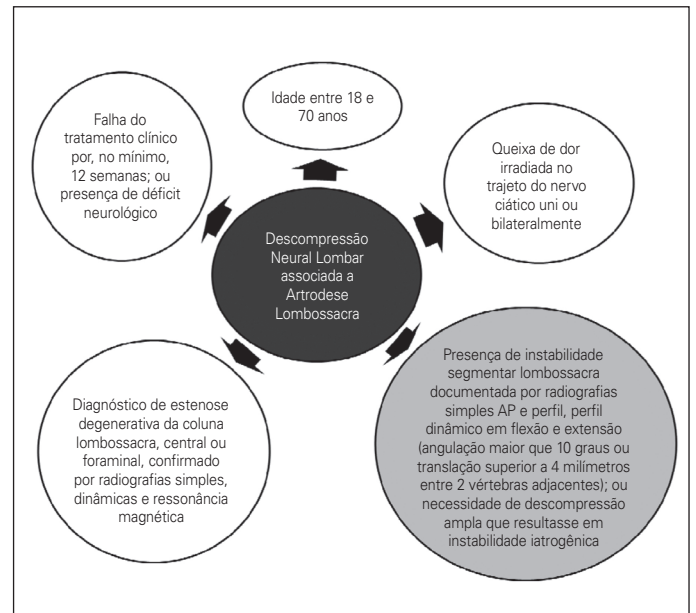 Idade entre 18 e
70 anos
Falha do
tratamento clínico
por, no mínimo,
12 semanas; ou
presença de déficit
neurológico
Queixa de dor
irradiada no
trajeto do nervo
ciático uni ou
bilateralmente
Descompressão
Neural Lombar
associada a
Artrodese
Lombossacra
Diagnóstico de estenose
degenerativa da coluna
lombossacra, central ou
foraminal, confirmado
por radiografias simples,
dinâmicas e ressonância
magnética
Presença de instabilidade
segmentar lombossacra
documentada por radiografias
simples AP e perfil, perfil
dinâmico em flexão e extensão
(angulação maior que 10 graus ou
translação superior a 4 milímetros
entre 2 vértebras adjacentes); ou
necessidade de descompressão
ampla que resultasse em
instabilidade iatrogênica